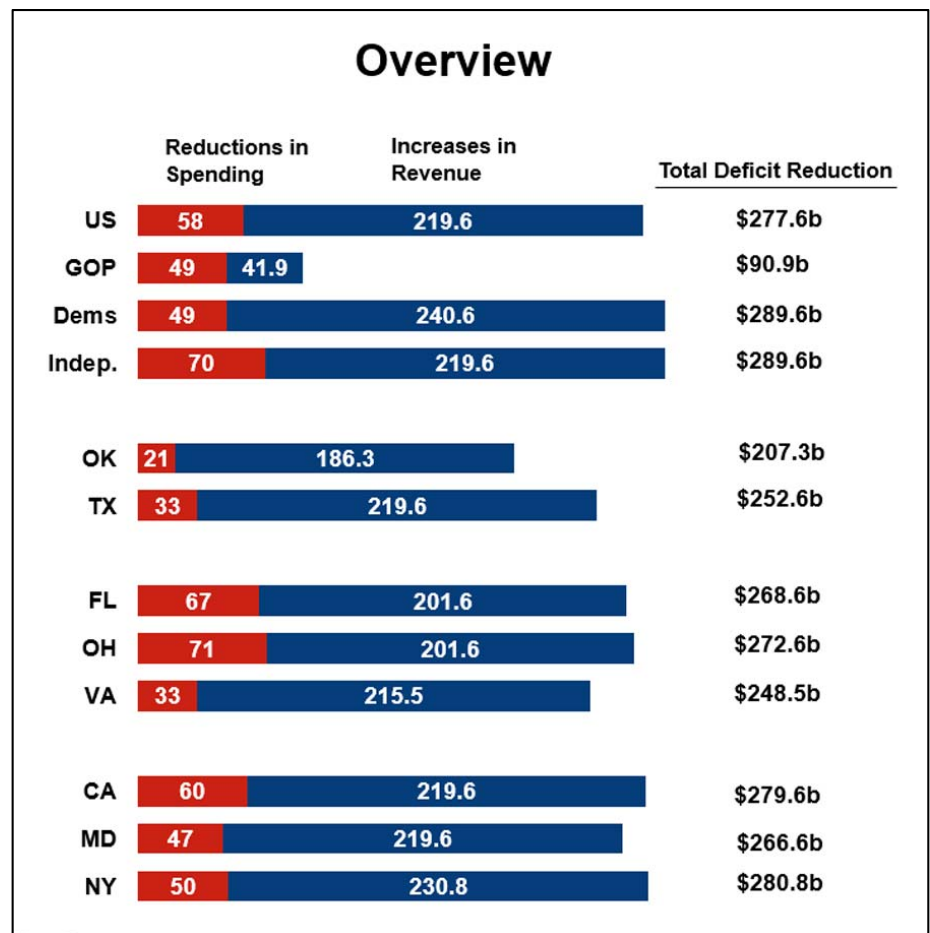 Overview
Reductions in Increases in
Spending Revenue Total Deficit Reduction
US 58 219.6 $277.6b
GOP 49 41.9 $90.9b
Dems 49 240.6 $289.6b
Indep. 70 219.6 $289.6b
OK 21 186.3 $207.3b
TX 33 219.6 $252.6b
FL 67 201.6 $268.6b
OH 71 201.6 $272.6b
VA 33 215.5 $248.5b
CA 60 219.6 $279.6b
MD 47 219.6 $266.6b
NY 50 230.8 $280.8b